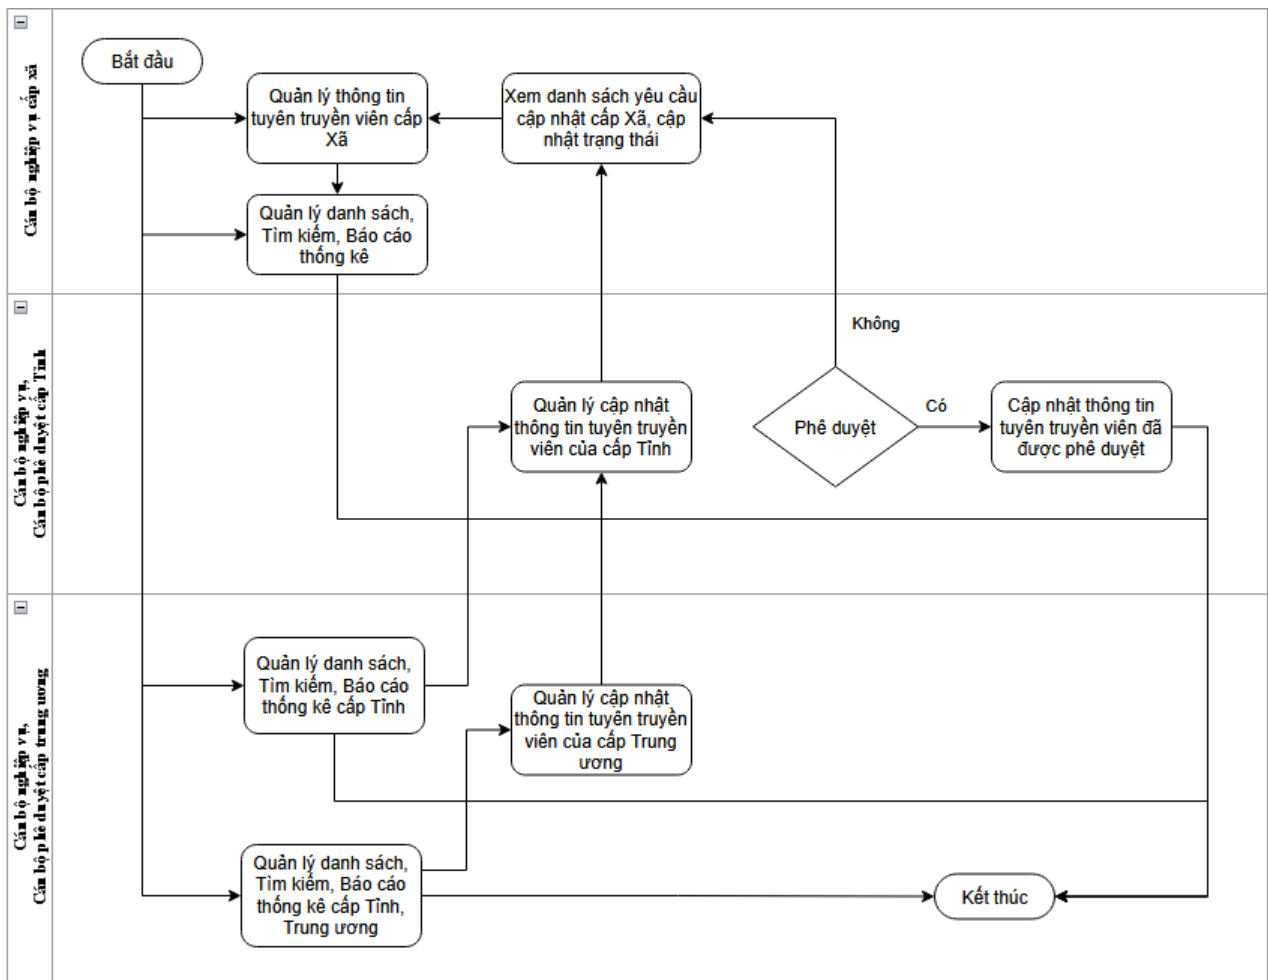 Cán bộ nghiệp vụ cấp xã
Bắt đầu
Quản lý thông tin
tuyên truyền viên cấp
Xã
Xem danh sách yêu cầu
cập nhật cấp Xã, cập
nhật trạng thái
Quản lý danh sách,
Tìm kiếm, Báo cáo
thống kê
Cán bộ nghiệp vụ,
Cán bộ phê duyệt cấp Tỉnh
Không
Quản lý cập nhật
thông tin tuyên truyền
viên của cấp Tỉnh
Phê duyệt
Có
Cập nhật thông tin
tuyên truyền viên đã
được phê duyệt
Cán bộ nghiệp vụ,
Cán bộ phê duyệt cấp trung ương
Quản lý danh sách,
Tìm kiếm, Báo cáo
thống kê cấp Tỉnh
Quản lý cập nhật
thông tin tuyên truyền
viên của cấp Trung
ương
Quản lý danh sách,
Tìm kiếm, Báo cáo
thống kê cấp Tỉnh,
Trung ương
Kết thúc